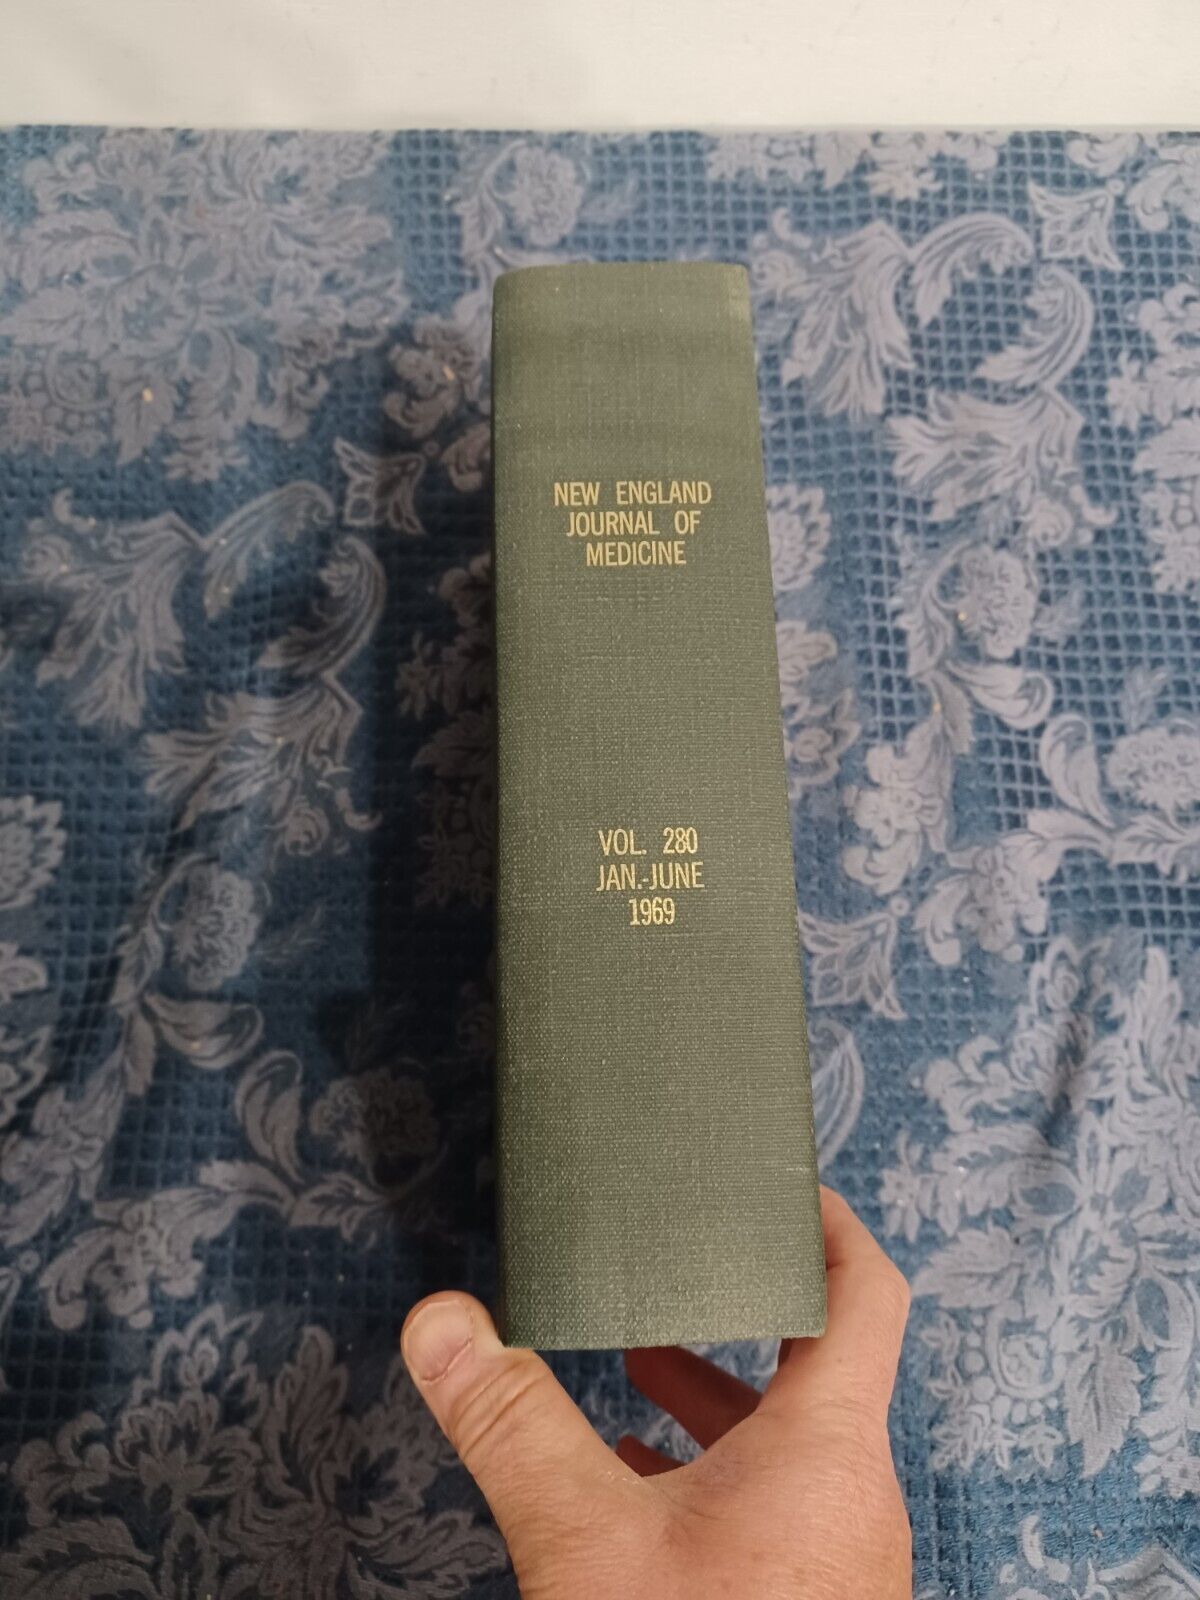 NEW ENGLAND
JOURNAL OF
MEDICINE
VOL. 280
JAN.-JUNE
1969